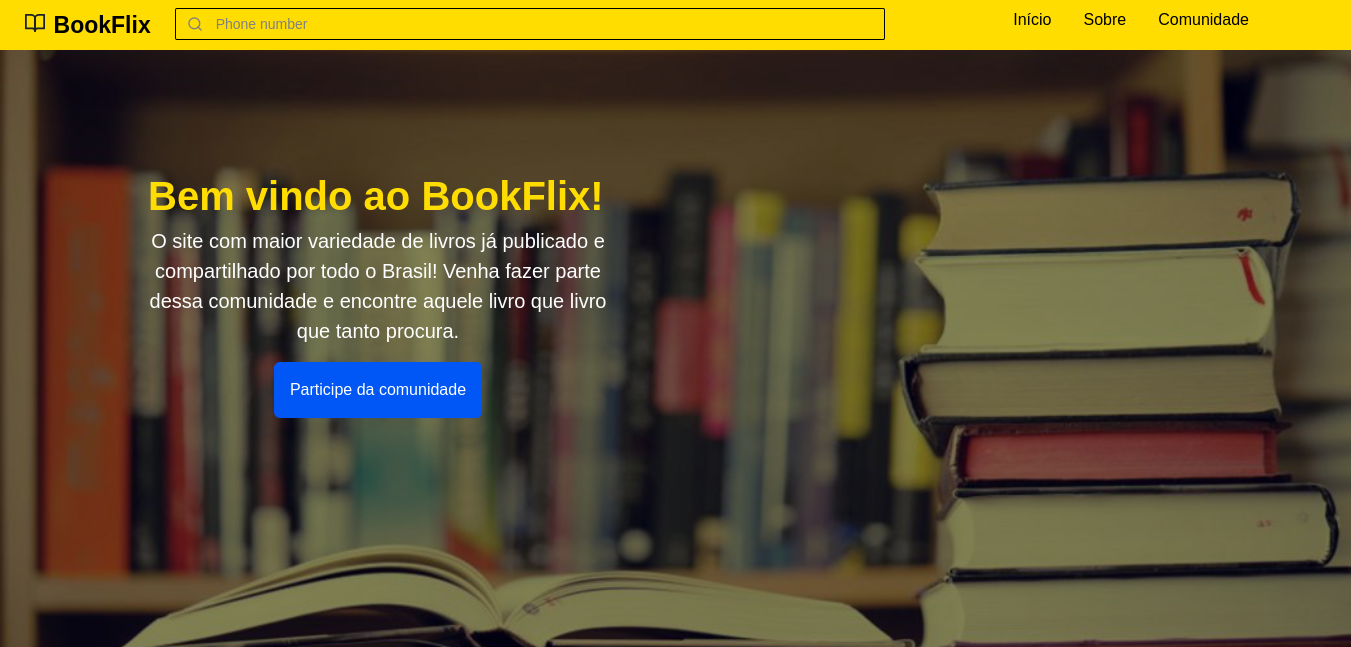 BookFlix
Phone number
Início Sobre Comunidade
Bem vindo ao BookFlix!
O site com maior variedade de livros já publicado e
compartilhado por todo o Brasil! Venha fazer parte
dessa comunidade e encontre aquele livro que livro
que tanto procura.
Participe da comunidade